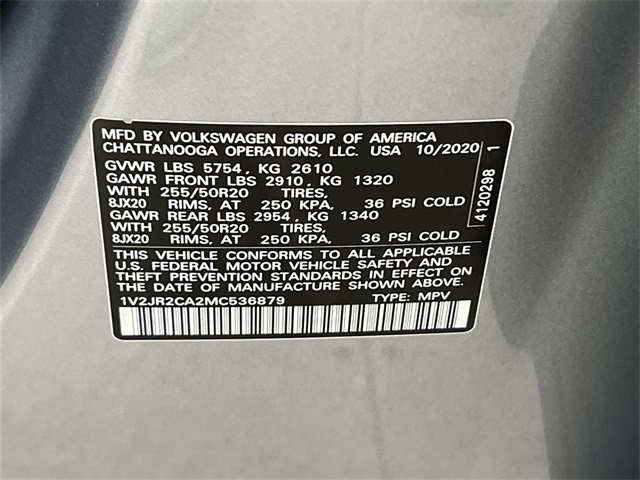 MFD BY VOLKSWAGEN GROUP OF AMERICA
CHATTANOOGA OPERATIONS, LLC. USA 10/2020
GVWR LBS 5754 , KG 2610
GAWR FRONT LBS 2910 , KG 1320
WITH 255/50R20 TIRES,
8JX20 RIMS, AT 250 KPA, 36 PSI COLD
GAWR REAR LBS 2954 , KG 1340
WITH 255/50R20 TIRES,
8JX20 RIMS, AT 250 KPA, 36 PSI COLD
THIS VEHICLE CONFORMS TO ALL APPLICABLE
U.S. FEDERAL MOTOR VEHICLE SAFETY AND
THEFT PREVENTION STANDARDS IN EFFECT ON
THE DATE OF MANUFACTURE SHOWN ABOVE.
1V2JR2CA2MC536879 TYPE: MPV
4120298 1